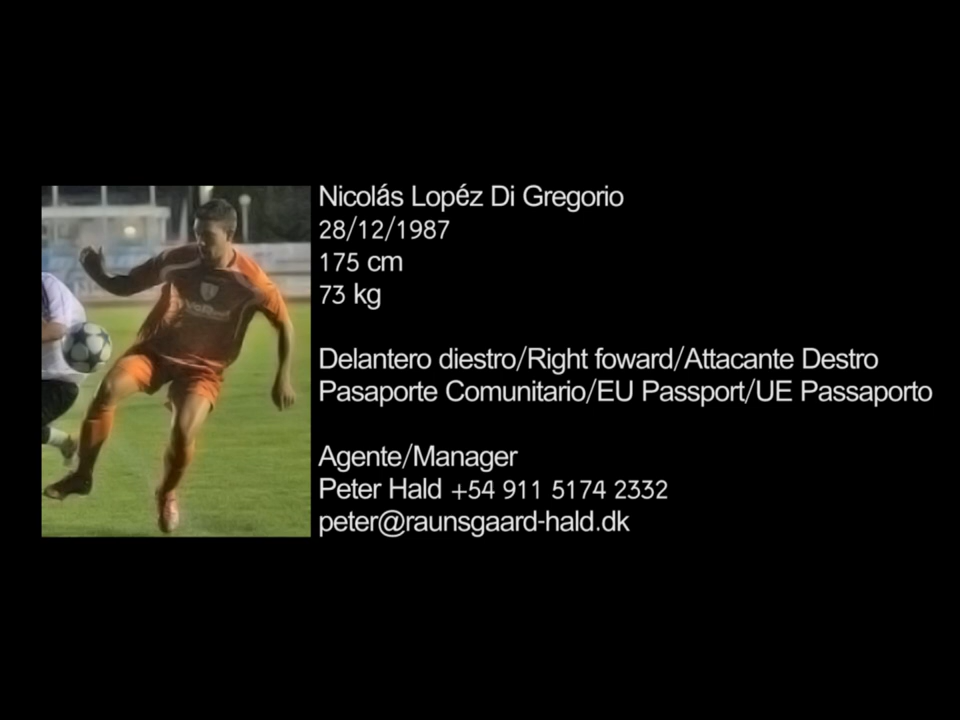 Nicolás Lopéz Di Gregorio
28/12/1987
175 cm
73 kg
Delantero diestro/Right foward/Attacante Destro
Pasaporte Comunitario/EU Passport/UE Passaporto
Agente/Manager
Peter Hald +54 911 5174 2332
peter@raunsgaard-hald.dk